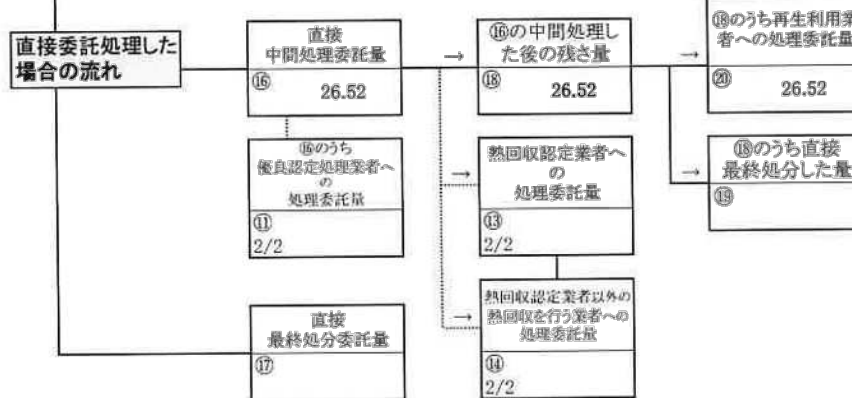 直接委託処理した
場合の流れ
直接
中間処理委託量
⑯
26.52
→
⑯の中間処理し
た後の残さ量
⑱
26.52
→
⑱のうち再生利用業
者への処理委託量
⑳
26.52
⑯のうち
優良認定処理業者へ
の
処理委託量
⑪
2/2
→
熱回収認定業者へ
の
処理委託量
⑬
2/2
→
⑱のうち直接
最終処分した量
⑲
直接
最終処分委託量
⑰
→
熱回収認定業者以外の
熱回収を行う業者への
処理委託量
⑭
2/2